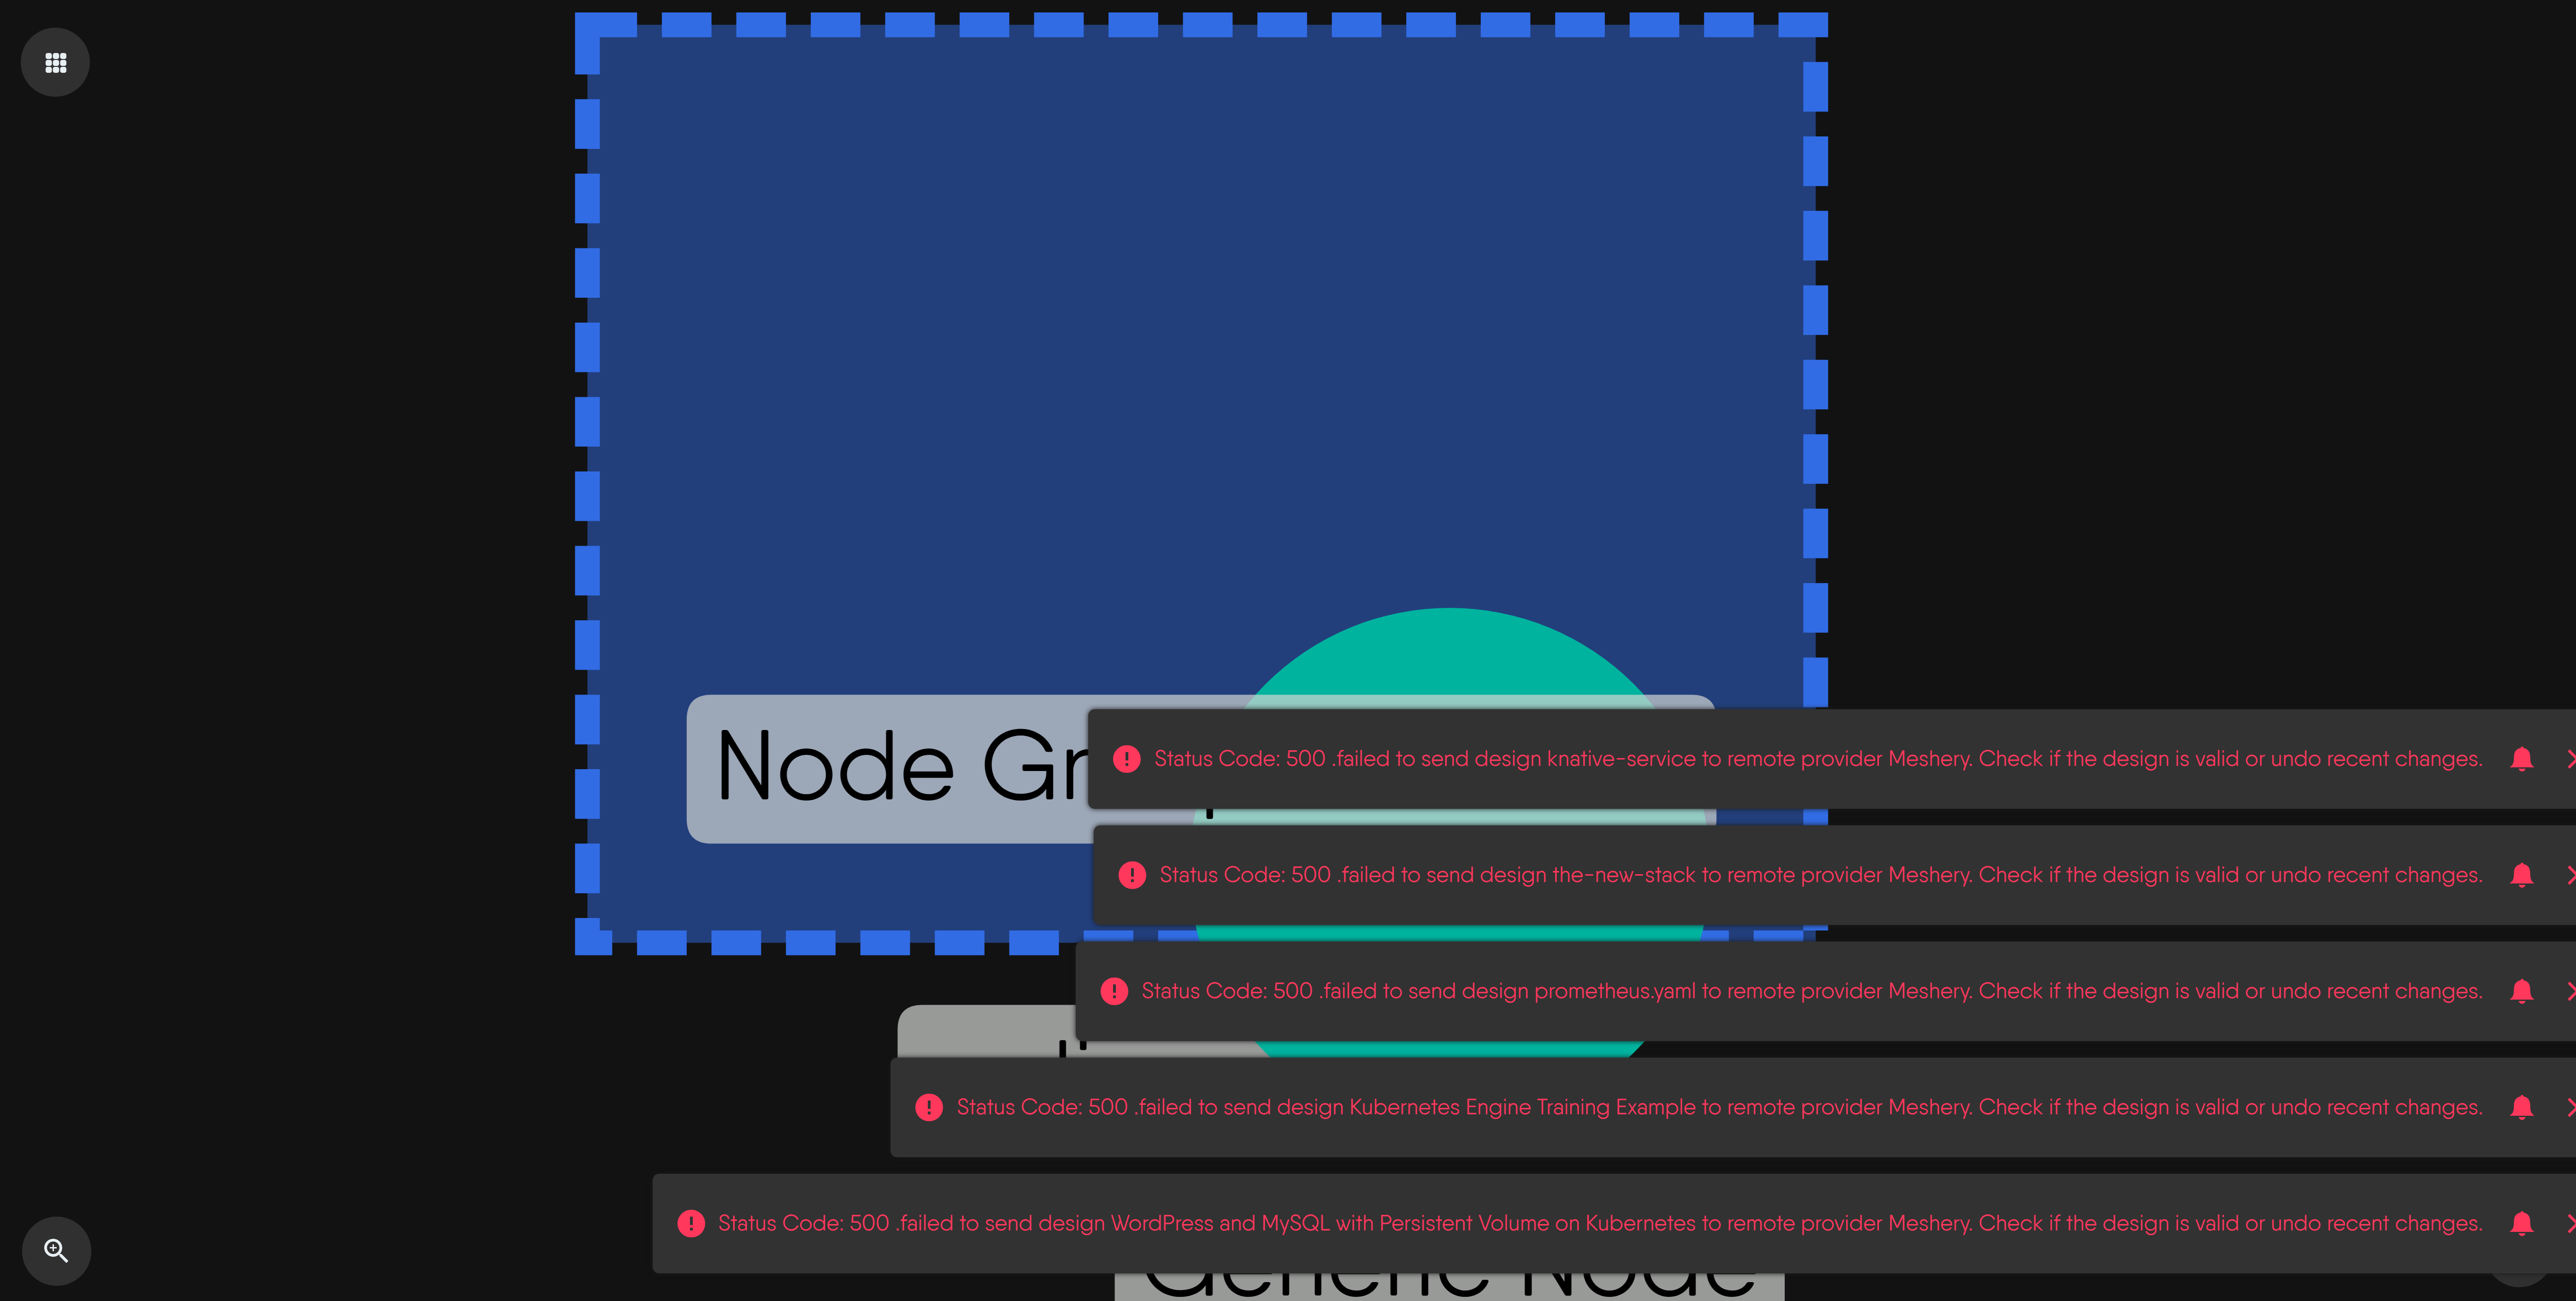 Node Gr
Status Code: 500 .failed to send design knative-service to remote provider Meshery. Check if the design is valid or undo recent changes.
Status Code: 500 .failed to send design the-new-stack to remote provider Meshery. Check if the design is valid or undo recent changes.
Status Code: 500 .failed to send design prometheus.yaml to remote provider Meshery. Check if the design is valid or undo recent changes.
Status Code: 500 .failed to send design Kubernetes Engine Training Example to remote provider Meshery. Check if the design is valid or undo recent changes.
Status Code: 500 .failed to send design WordPress and MySQL with Persistent Volume on Kubernetes to remote provider Meshery. Check if the design is valid or undo recent changes.
Generic Node